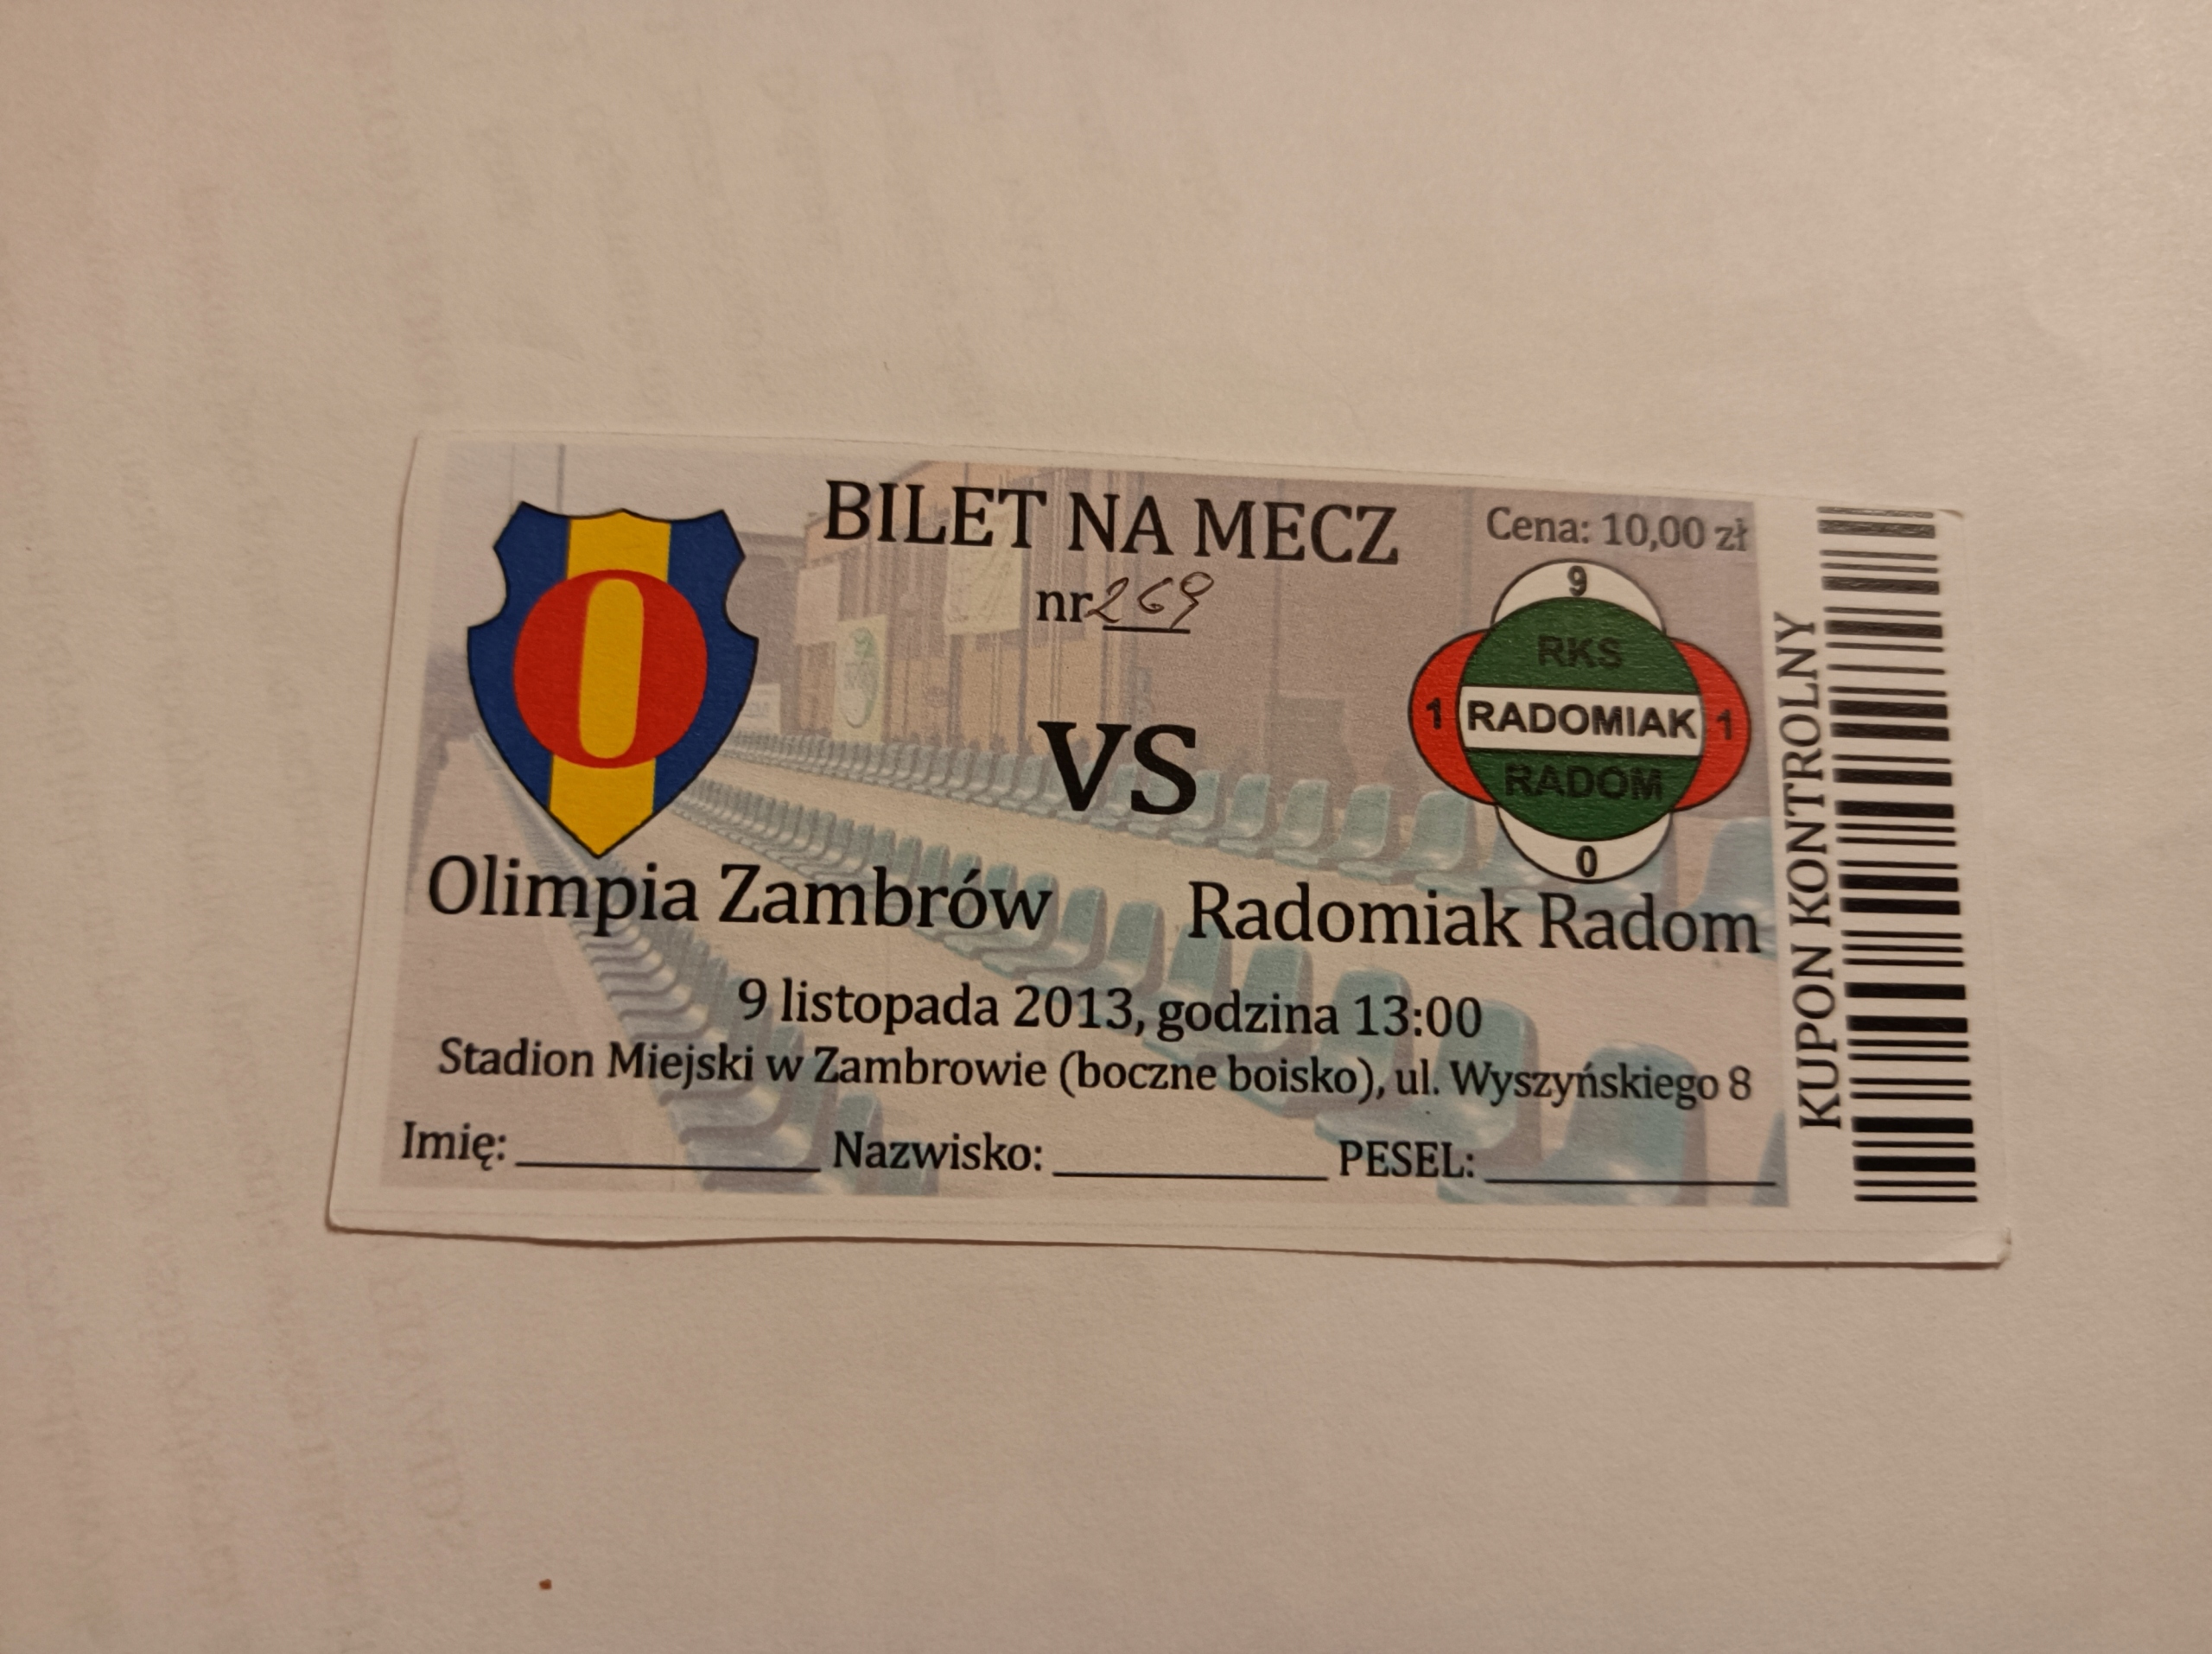 BILET NA MECZ
Cena: 10,00 zł
nr 269
9
RKS
1 RADOMIAK 1
RADOM
0
VS
Olimpia Zambrów
Radomiak Radom
9 listopada 2013, godzina 13:00
Stadion Miejski w Zambrowie (boczne boisko), ul. Wyszyńskiego 8
Imię: Nazwisko: PESEL:
KUPON KONTROLNY